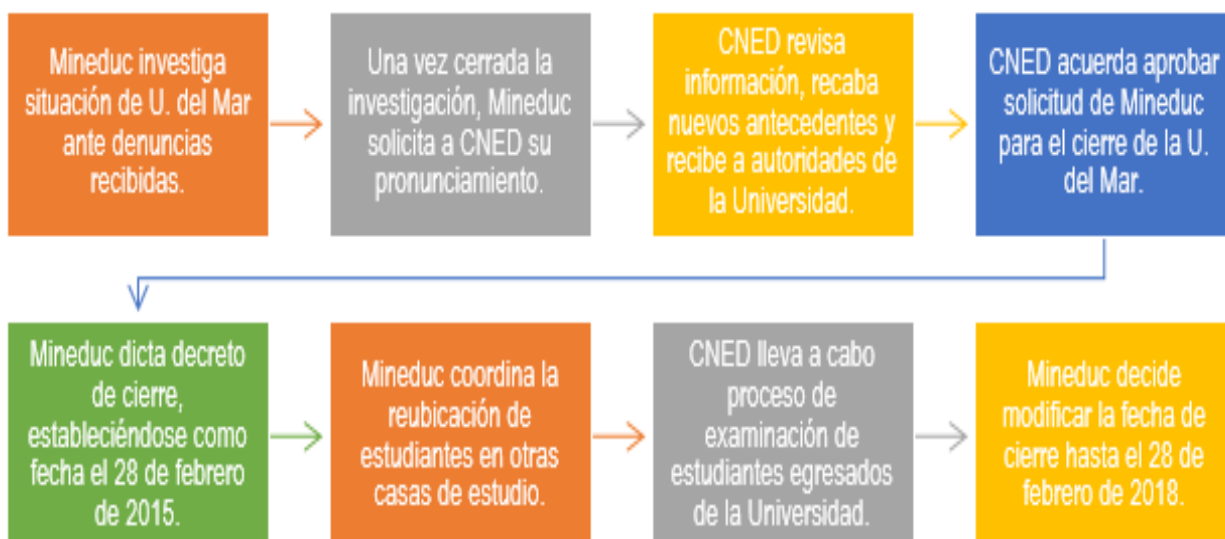 Mineduc investiga
situación de U. del Mar
ante denuncias
recibidas.
Una vez cerrada la
investigación, Mineduc
solicita a CNED su
pronunciamiento.
CNED revisa
información, recaba
nuevos antecedentes y
recibe a autoridades de
la Universidad.
CNED acuerda aprobar
solicitud de Mineduc
para el cierre de la U.
del Mar.
Mineduc dicta decreto
de cierre,
estableciéndose como
fecha el 28 de febrero
de 2015.
Mineduc coordina la
reubicación de
estudiantes en otras
casas de estudio.
CNED lleva a cabo
proceso de
examinación de
estudiantes egresados
de la Universidad.
Mineduc decide
modificar la fecha de
cierre hasta el 28 de
febrero de 2018.